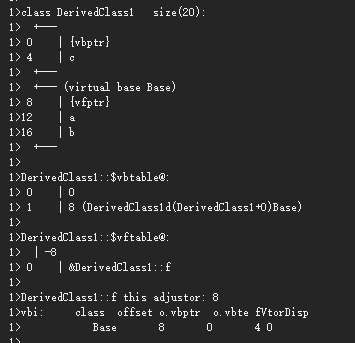 1>class DerivedClass1   size(20):
1>  +---
1> 0    | {vbptr}
1> 4    | c
1>  +---
1>  +--- (virtual base Base)
1> 8    | {vfptr}
1>12    | a
1>16    | b
1>  +---
1>
1>DerivedClass1::$vbtable@:
1> 0    | 0
1> 1    | 8 (DerivedClass1d(DerivedClass1+0)Base)
1>
1>DerivedClass1::$vftable@:
1>  | -8
1> 0    | &DerivedClass1::f
1>
1>DerivedClass1::f this adjustor: 8
1>vbi:     class  offset o.vbptr  o.vbte fVtorDisp
1>          Base       8       0       4 0